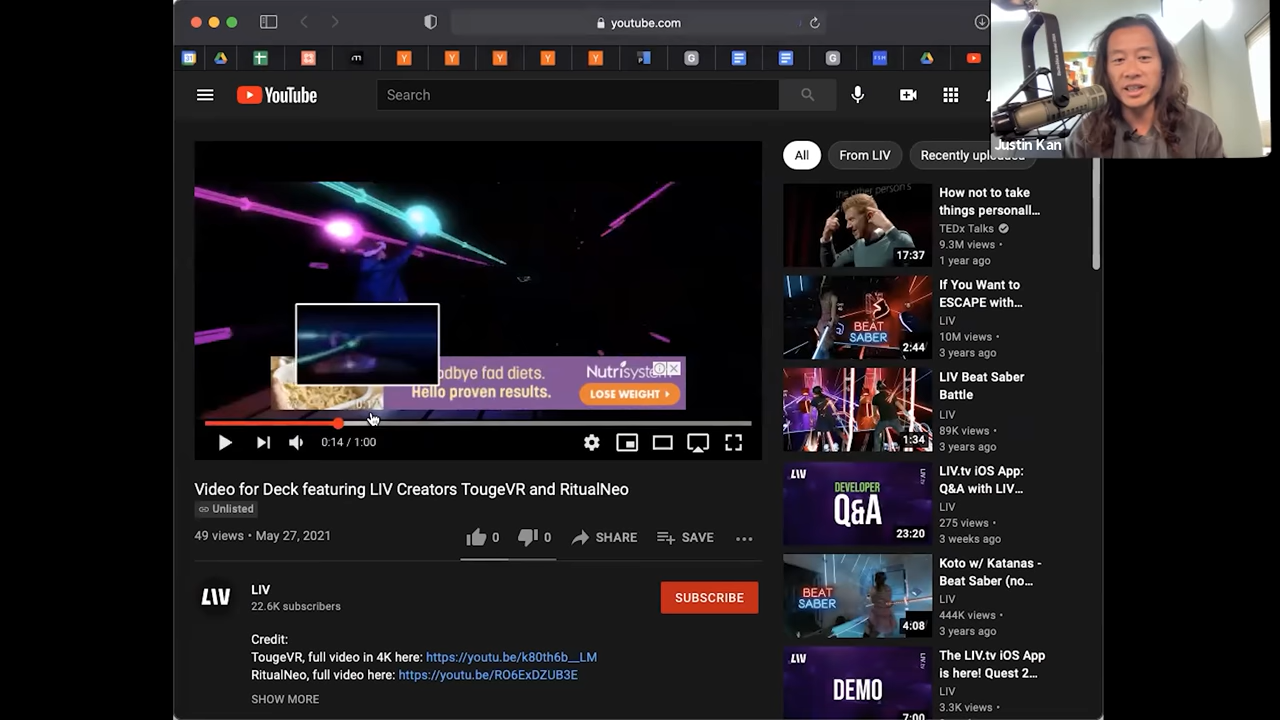 youtube.com
YouTube
Search
Justin Kan
All
From LIV
Recently
odbye fad diets.
Hello proven results.
Nutrisystem
LOSE WEIGHT
0:14 / 1:00
Video for Deck featuring LIV Creators TougeVR and RitualNeo
Unlisted
49 views • May 27, 2021
0
0
SHARE
SAVE
LIV
LIV
22.6K subscribers
SUBSCRIBE
Credit:
TougeVR, full video in 4K here: https://youtu.be/k80th6b__LM
RitualNeo, full video here: https://youtu.be/RO6ExDZUB3E
SHOW MORE
the other person's
17:37
How not to take
things personall...
TEDx Talks
9.3M views •
1 year ago
BEAT
SABER
2:44
If You Want to
ESCAPE with...
LIV
10M views •
3 years ago
1:34
LIV Beat Saber
Battle
LIV
89K views •
3 years ago
LIV
DEVELOPER
Q&A
23:20
LIV.tv iOS App:
Q&A with LIV...
LIV
275 views •
3 weeks ago
BEAT
SABER
4:08
Koto w/ Katanas -
Beat Saber (no...
LIV
444K views •
3 years ago
LIV
DEMO
7:00
The LIV.tv iOS App
is here! Quest 2...
LIV
3.3K views •